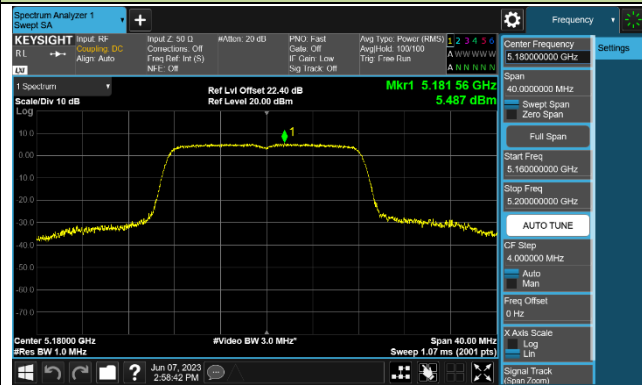 Spectrum Analyzer 1
Swept SA
+
Frequency
KEYSIGHT
RL
LXI
Input: RF
Coupling: DC
Align: Auto
Input Z: 50 Ω
Corrections: Off
Freq Ref: Int (S)
NFE: Off
#Atten: 20 dB
PNO: Fast
Gate: Off
IF Gain: Low
Sig Track: Off
Avg Type: Power (RMS)
Avg|Hold: 100/100
Trig: Free Run
1 2 3 4 5 6
A W W W W W
A N N N N N
1 Spectrum
Scale/Div 10 dB
Log
Ref Lvl Offset 22.40 dB
Ref Level 20.00 dBm
Mkr1 5.181 56 GHz
5.487 dBm
1
10.0
0.00
-10.0
-20.0
-30.0
-40.0
-50.0
-60.0
-70.0
Center 5.18000 GHz
#Res BW 1.0 MHz
#Video BW 3.0 MHz*
Span 40.00 MHz
Sweep 1.07 ms (2001 pts)
Center Frequency
5.180000000 GHz
Span
40.0000000 MHz
Swept Span
Zero Span
Full Span
Start Freq
5.160000000 GHz
Stop Freq
5.200000000 GHz
AUTO TUNE
CF Step
4.000000 MHz
Auto
Man
Freq Offset
0 Hz
X Axis Scale
Log
Lin
Signal Track
(Span Zoom)
Settings
?
Jun 07, 2023
2:58:42 PM